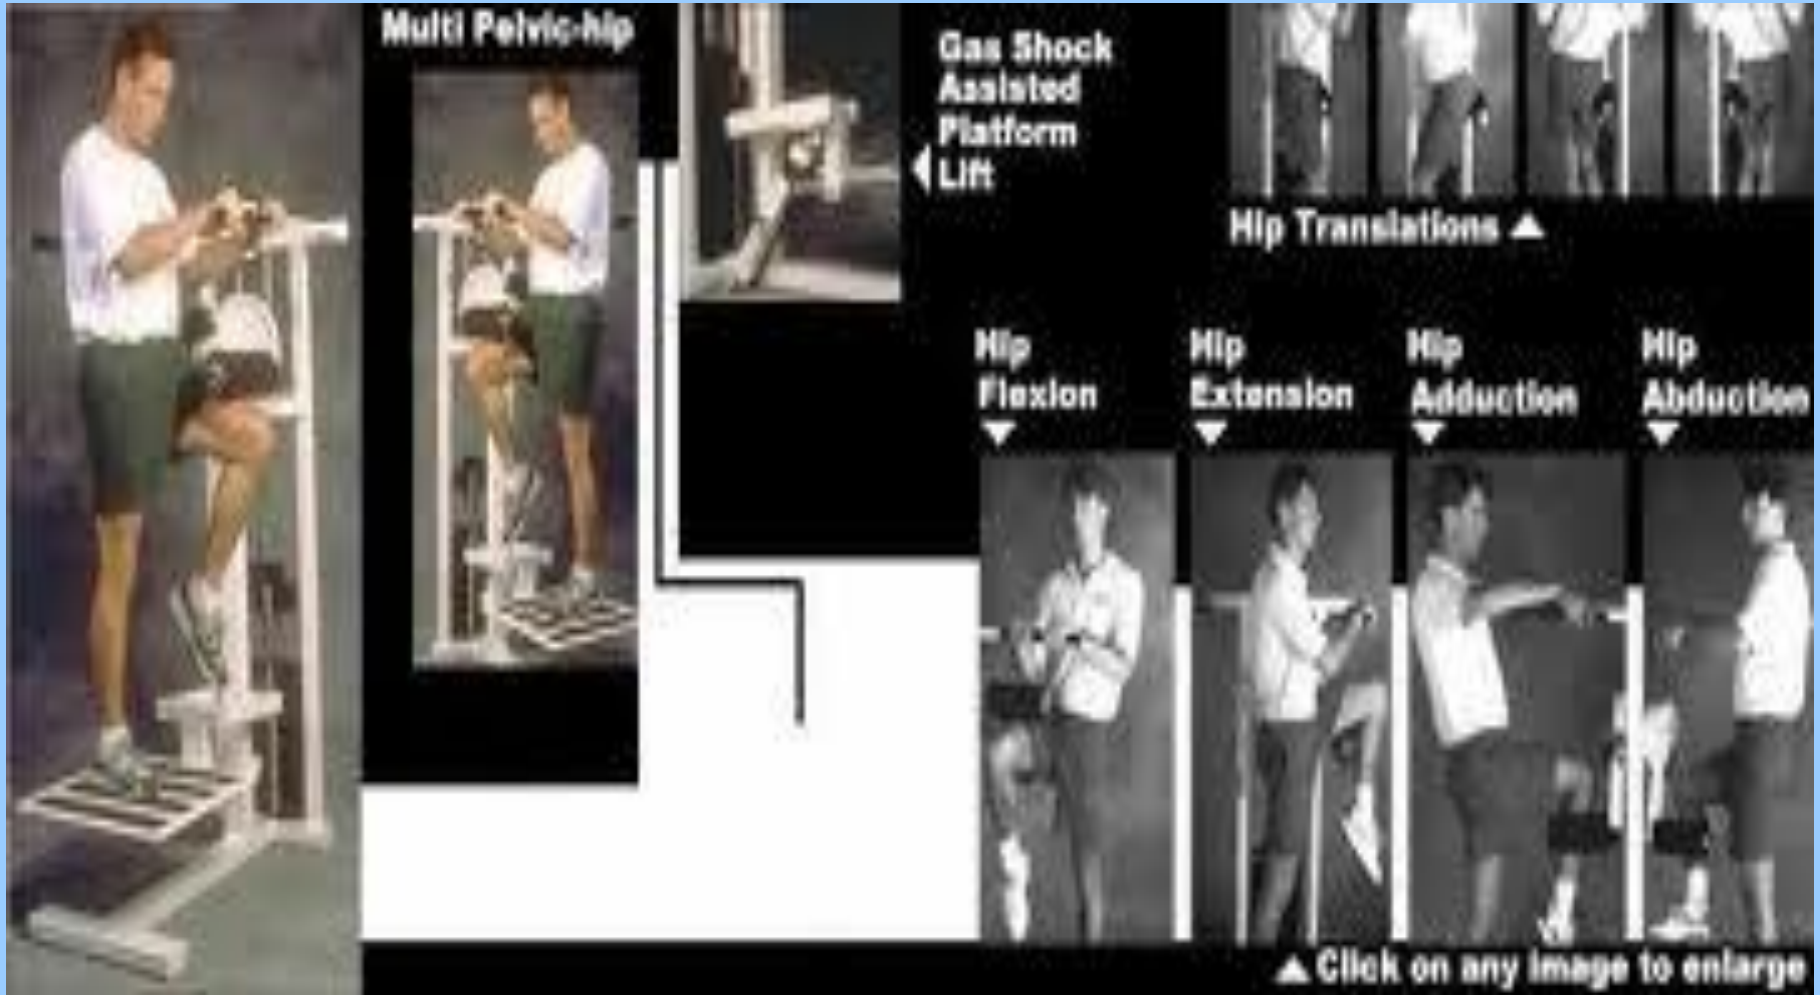 Multi Pelvic-hip
Gas Shock
Assisted
Platform
Lift
Hip Translations
Hip
Flexion
Hip
Extension
Hip
Adduction
Hip
Abduction
Click on any image to enlarge